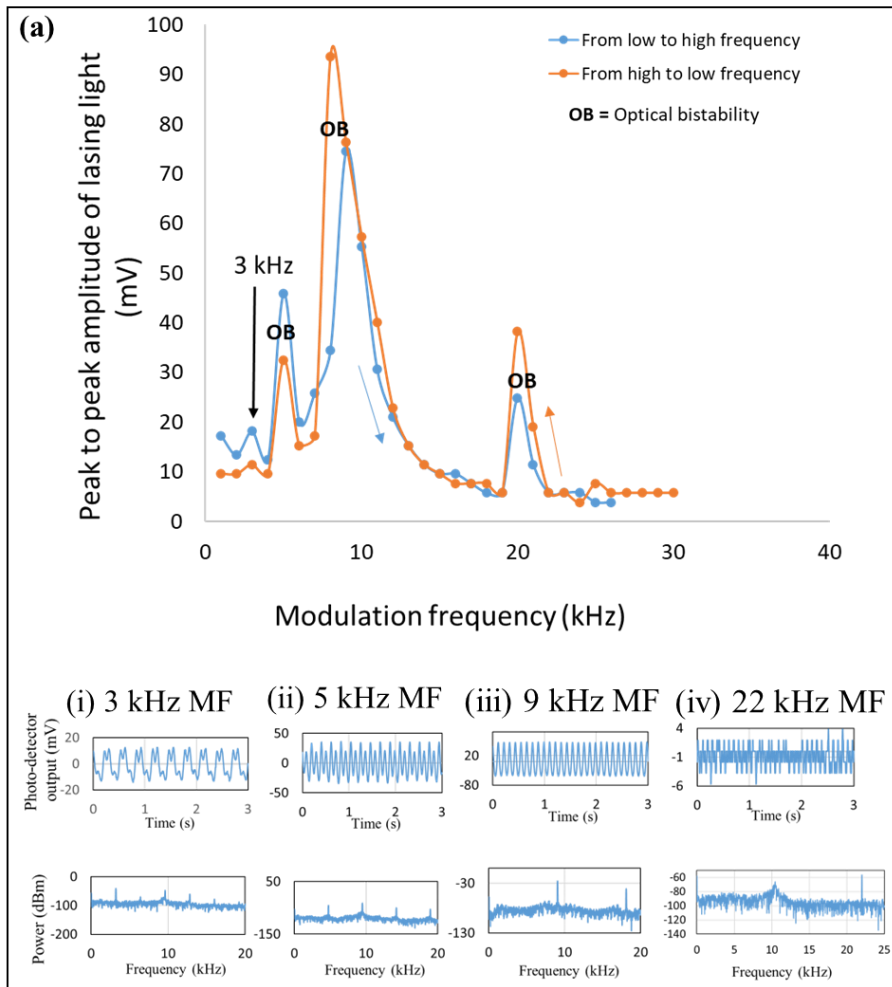 (a)
Peak to peak amplitude of lasing light
(mV)
100
90
80
70
60
50
40
30
20
10
0
From low to high frequency
From high to low frequency
OB = Optical bistability
OB
3 kHz
OB
OB
0
10
20
30
40
Modulation frequency (kHz)
(i) 3 kHz MF
(ii) 5 kHz MF
(iii) 9 kHz MF
(iv) 22 kHz MF
Photo-detector
output (mV)
20
0
-20
0
1
2
3
Time (s)
50
0
-50
0
1
2
3
Time (s)
20
-80
0
1
2
3
Time (s)
4
-1
-6
0
1
2
3
Time (s)
Power (dBm)
0
-100
-200
0
10
20
Frequency (kHz)
50
-150
0
10
20
Frequency (kHz)
-30
-130
0
10
20
Frequency (kHz)
-60
-80
-100
-120
-140
0
5
10
15
20
25
Frequency (kHz)